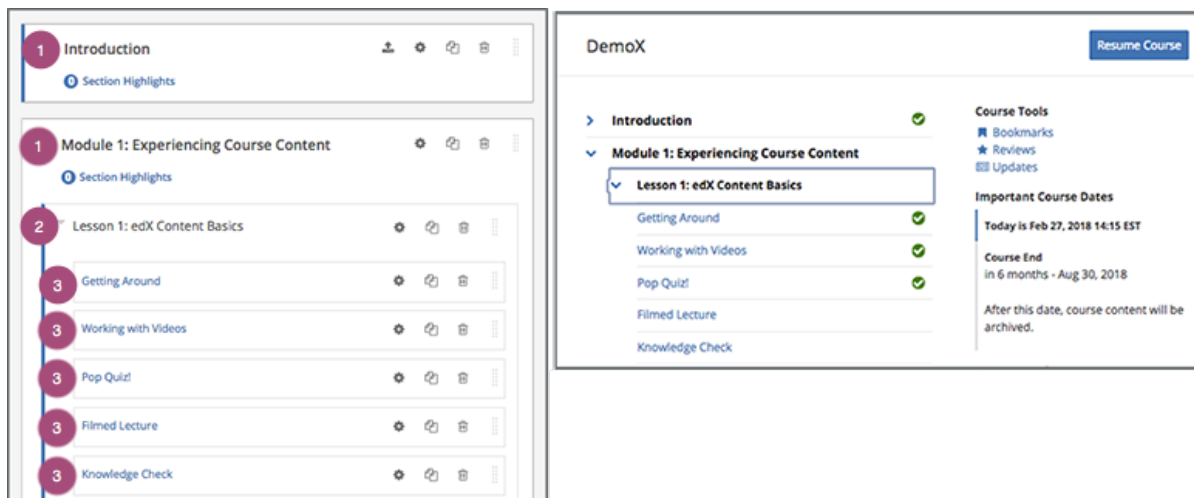 1 Introduction
0 Section Highlights
1 Module 1: Experiencing Course Content
0 Section Highlights
2 Lesson 1: edX Content Basics
3 Getting Around
3 Working with Videos
3 Pop Quiz!
3 Filmed Lecture
3 Knowledge Check
DemoX
Resume Course
Introduction
Module 1: Experiencing Course Content
Lesson 1: edX Content Basics
Getting Around
Working with Videos
Pop Quiz!
Filmed Lecture
Knowledge Check
Course Tools
Bookmarks
Reviews
Updates
Important Course Dates
Today is Feb 27, 2018 14:15 EST
Course End
in 6 months - Aug 30, 2018
After this date, course content will be
archived.